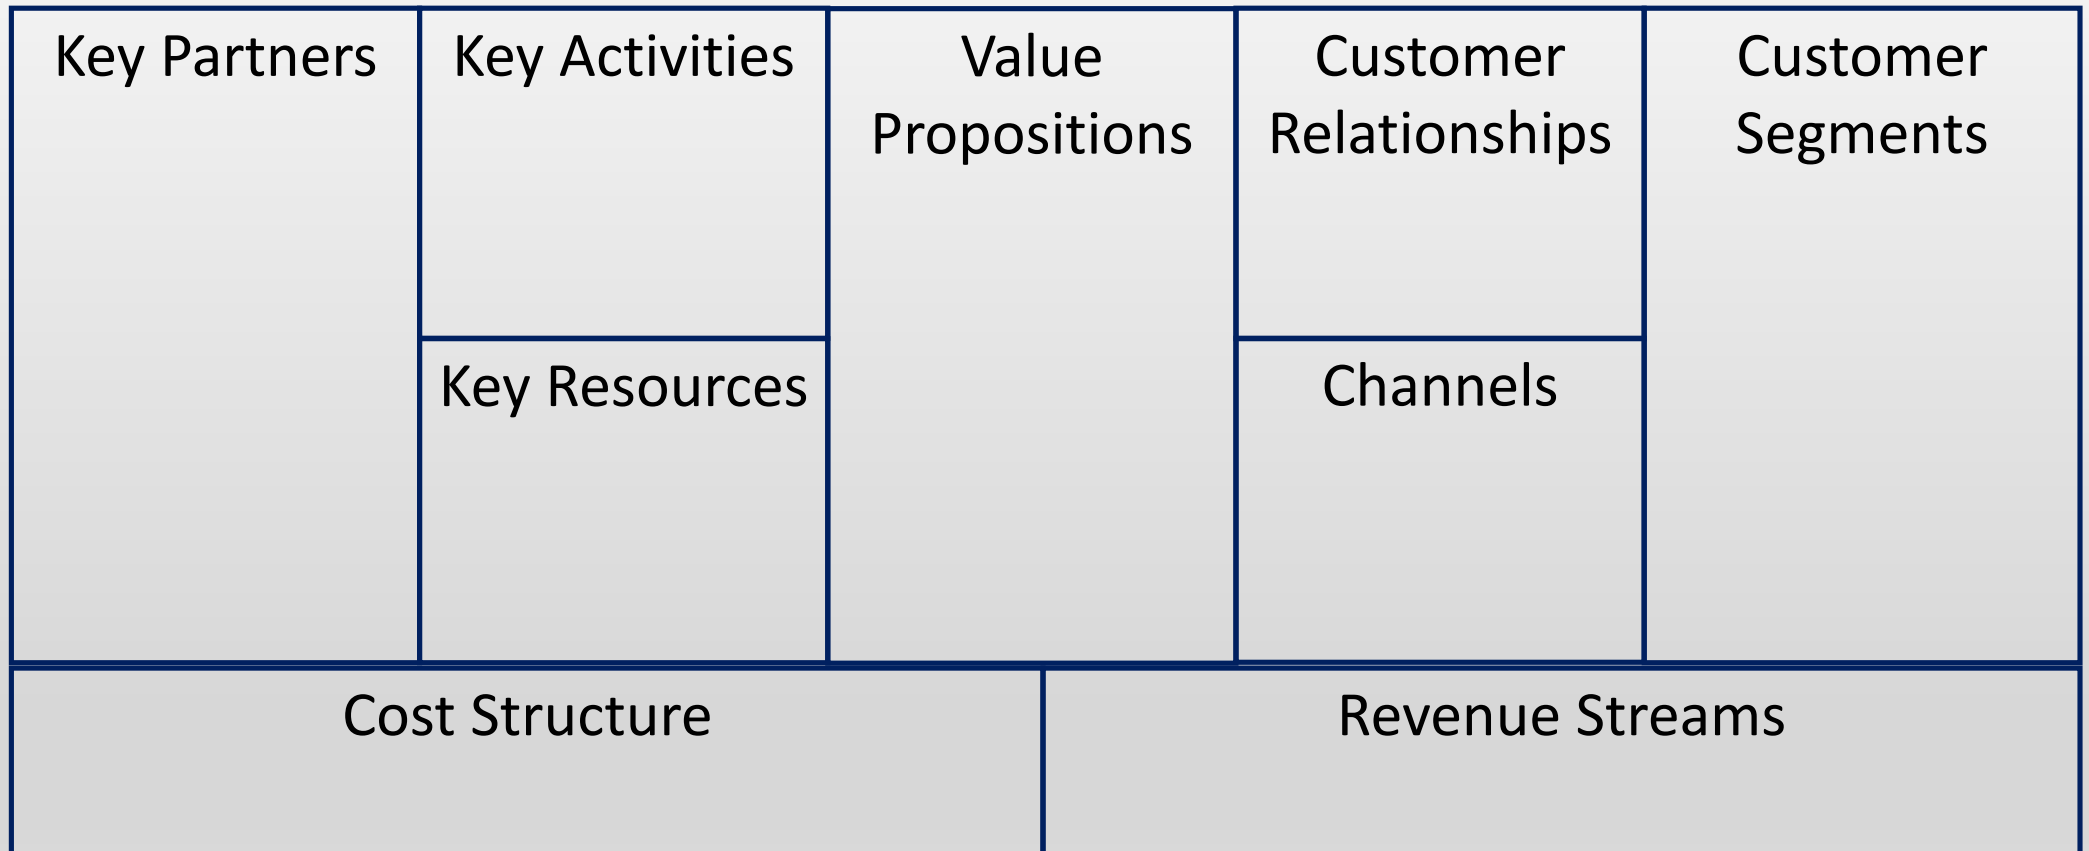 Key Partners
Key Activities
Value
Propositions
Customer
Relationships
Customer
Segments
Key Resources
Channels
Cost Structure
Revenue Streams